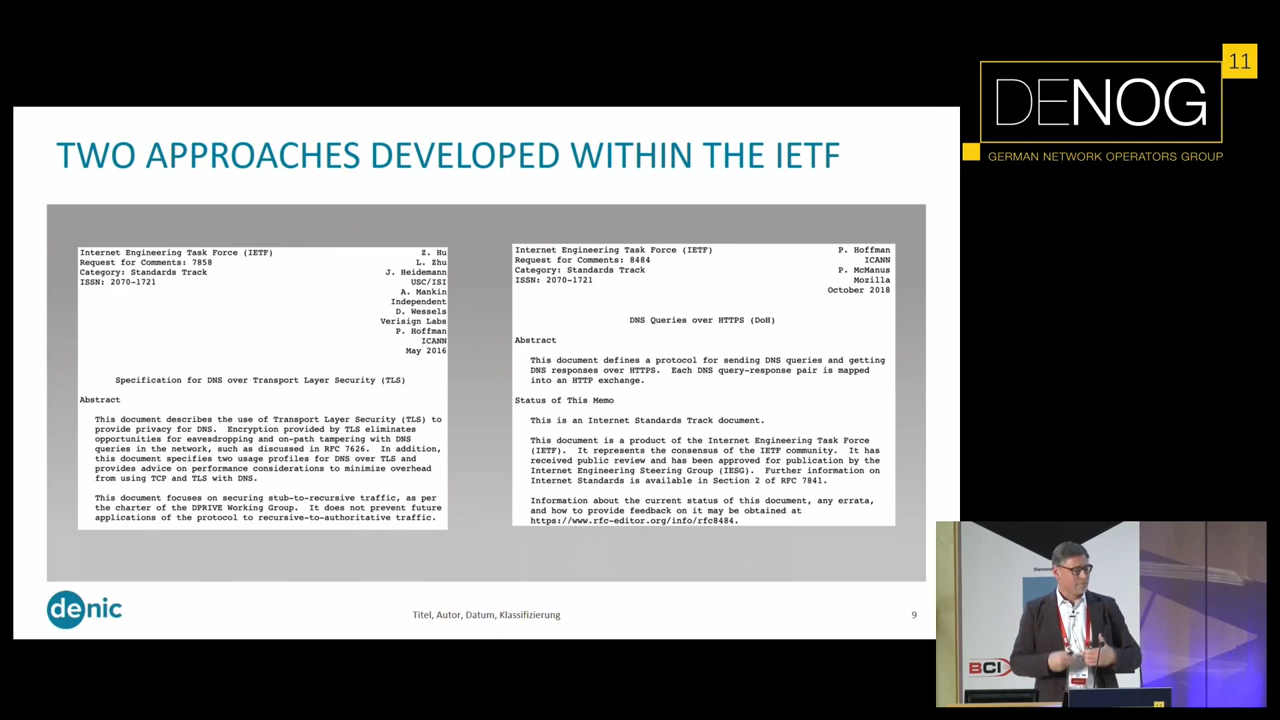 TWO APPROACHES DEVELOPED WITHIN THE IETF
Internet Engineering Task Force (IETF) Z. Hu
Request for Comments: 7858 L. Zhu
Category: Standards Track J. Heidemann
ISSN: 2070-1721 USC/ISI
A. Mankin
Independent
D. Wessels
Verisign Labs
P. Hoffman
ICANN
May 2016
Specification for DNS over Transport Layer Security (TLS)
Abstract
This document describes the use of Transport Layer Security (TLS) to
provide privacy for DNS. Encryption provided by TLS eliminates
opportunities for eavesdropping and on-path tampering with DNS
queries in the network, such as discussed in RFC 7626. In addition,
this document specifies two usage profiles for DNS over TLS and
provides advice on performance considerations to minimize overhead
from using TCP and TLS with DNS.
This document focuses on securing stub-to-recursive traffic, as per
the charter of the DPRIVE Working Group. It does not prevent future
applications of the protocol to recursive-to-authoritative traffic.
Internet Engineering Task Force (IETF) P. Hoffman
Request for Comments: 8484 ICANN
Category: Standards Track P. McManus
ISSN: 2070-1721 Mozilla
October 2018
DNS Queries over HTTPS (DoH)
Abstract
This document defines a protocol for sending DNS queries and getting
DNS responses over HTTPS. Each DNS query-response pair is mapped
into an HTTP exchange.
Status of This Memo
This is an Internet Standards Track document.
This document is a product of the Internet Engineering Task Force
(IETF). It represents the consensus of the IETF community. It has
received public review and has been approved for publication by the
Internet Engineering Steering Group (IESG). Further information on
Internet Standards is available in Section 2 of RFC 7841.
Information about the current status of this document, any errata,
and how to provide feedback on it may be obtained at
https://www.rfc-editor.org/info/rfc8484.
denic
Titel, Autor, Datum, Klassifizierung
9
11
DENOG
GERMAN NETWORK OPERATORS GROUP
Diamond
BCI